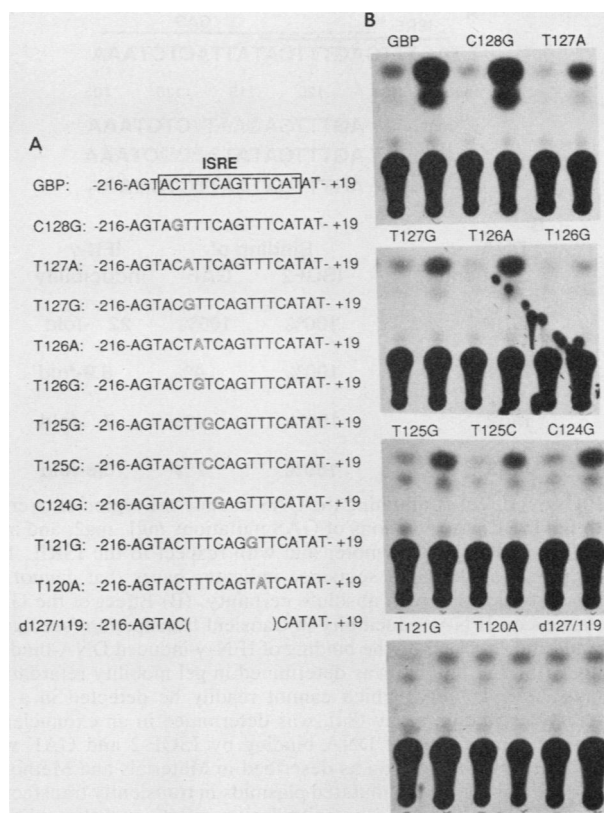 B
GBP C128G T127A
A
ISRE
GBP: -216-AGTACTTTCAGTTTCATAT- +19
C128G: -216-AGTAGTTTCAGTTTCATAT- +19
T127A: -216-AGTACATTCAGTTTCATAT- +19
T127G: -216-AGTACGTTCAGTTTCATAT- +19
T126A: -216-AGTACTATCAGTTTCATAT- +19
T126G: -216-AGTACTGTCAGTTTCATAT- +19
T125G: -216-AGTACTTGCAGTTTCATAT- +19
T125C: -216-AGTACTTCCAGTTTCATAT- +19
C124G: -216-AGTACTTTGAGTTTCATAT- +19
T121G: -216-AGTACTTTCAGGTTCATAT- +19
T120A: -216-AGTACTTTCAGTATCATAT- +19
d127/119: -216-AGTAC( )CATAT- +19
T127G T126A T126G
T125G T125C C124G
T121G T120A d127/119